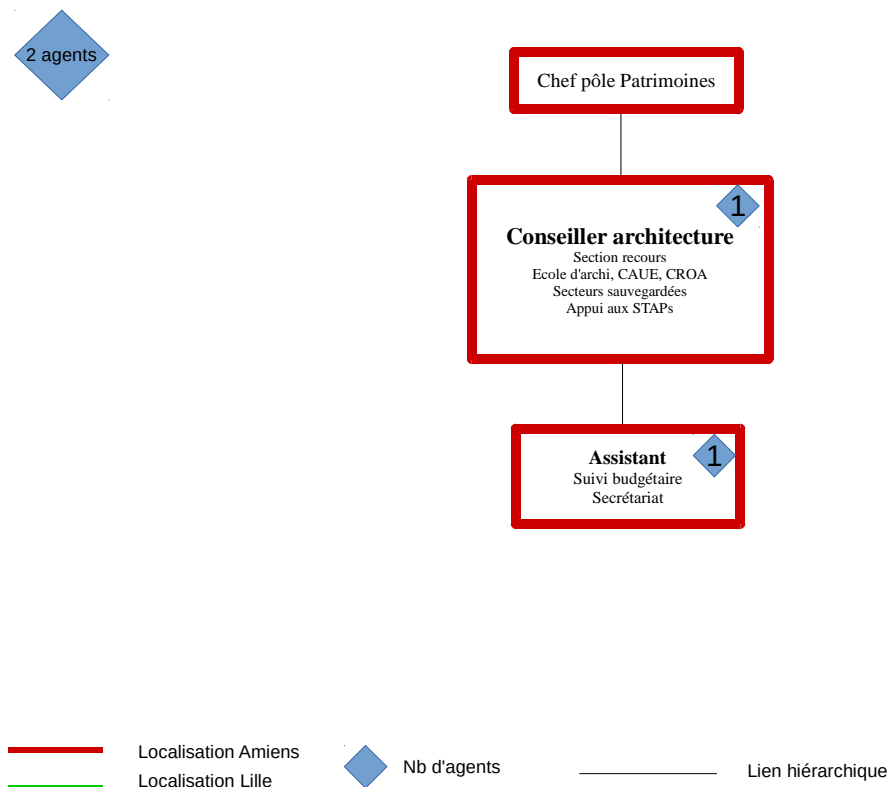 2 agents
Chef pôle Patrimoines
1
Conseiller architecture
Section recours
Ecole d'archi, CAUE, CROA
Secteurs sauvegardées
Appui aux STAPs
1
Assistant
Suivi budgétaire
Secrétariat
Localisation Amiens
Localisation Lille
Nb d'agents
Lien hiérarchique